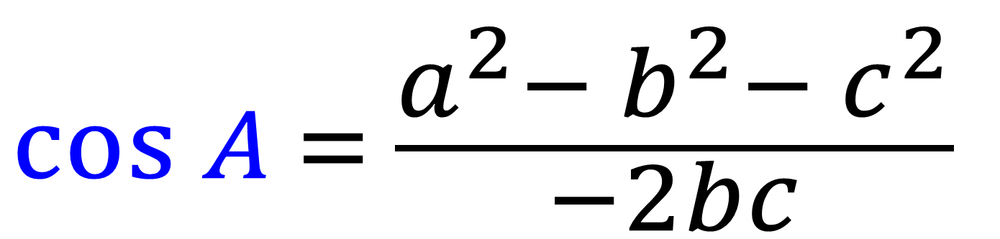 cos A = (a² − b² − c²) / (−2bc)